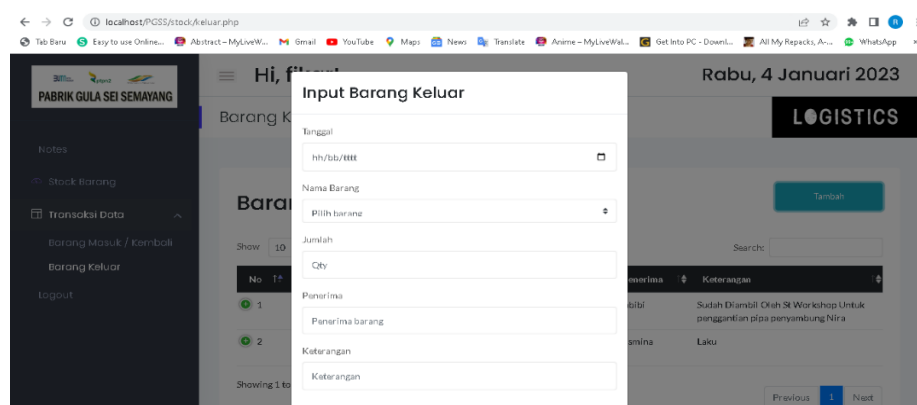 localhost/PGSS/stock/keluar.php
Tab Baru Easy to use Online... Abstract – MyLiveW... Gmail YouTube Maps News Translate Anime – MyLiveWal... Get Into PC - Downl... All My Repacks, A-... WhatsApp
PABRIK GULA SEI SEMAYANG
Hi,
Rabu, 4 Januari 2023
Barang K
LOGISTICS
Notes
Stock Barang
Transaksi Data
Barang Masuk / Kembali
Barang Keluar
Logout
Input Barang Keluar
Tanggal
hh/bb/tttt
Nama Barang
Pilih barang
Jumlah
Qty
Penerima
Penerima barang
Keterangan
Keterangan
Baran
Tambah
Show 10
Search:
No
enerima Keterangan
1
bibi Sudah Diambil Oleh St Workshop Untuk
penggantian pipa penyambung Nira
2
smina Laku
Showing 1 to
Previous 1 Next